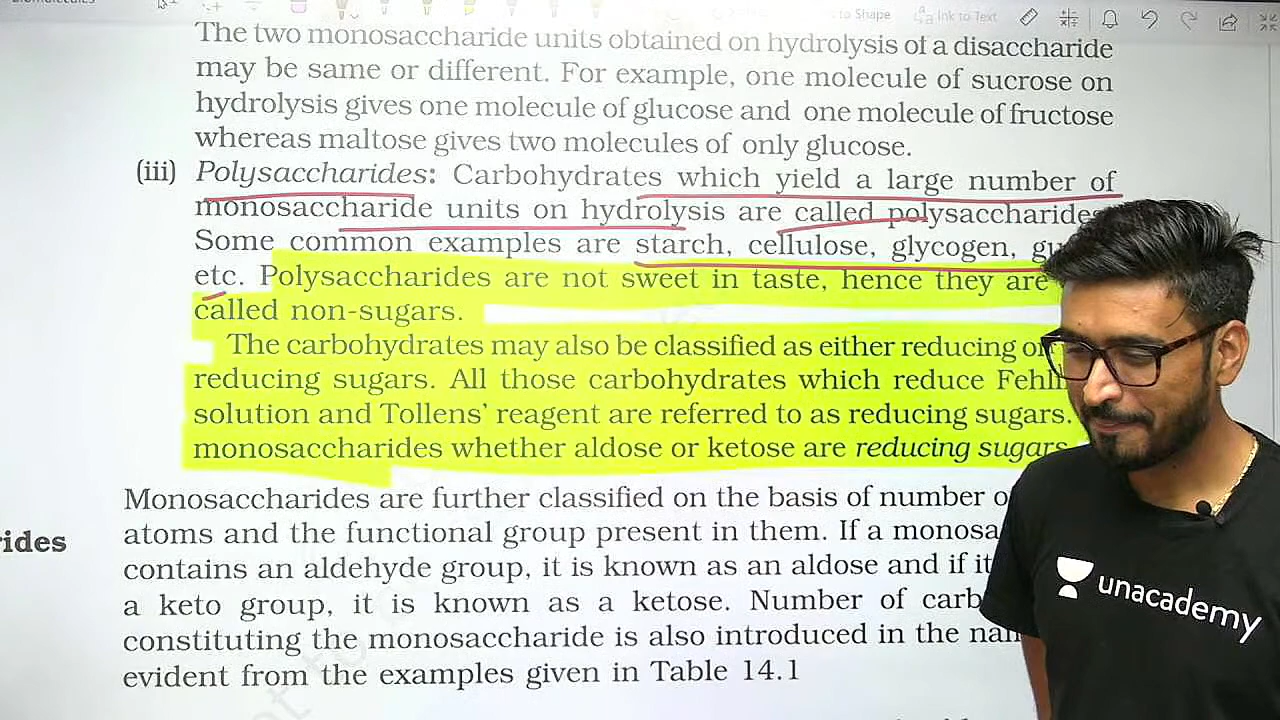 to Shape
Ink to Text
The two monosaccharide units obtained on hydrolysis of a disaccharide
may be same or different. For example, one molecule of sucrose on
hydrolysis gives one molecule of glucose and one molecule of fructose
whereas maltose gives two molecules of only glucose.
(iii) Polysaccharides: Carbohydrates which yield a large number of
monosaccharide units on hydrolysis are called polysaccharides
Some common examples are starch, cellulose, glycogen,
etc. Polysaccharides are not sweet in taste, hence they are
called non-sugars.
The carbohydrates may also be classified as either reducing or
reducing sugars. All those carbohydrates which reduce
solution and Tollens' reagent are referred to as reducing sugars.
monosaccharides whether aldose or ketose are reducing sugars
Monosaccharides are further classified on the basis of number
atoms and the functional group present in them. If a
rides
contains an aldehyde group, it is known as an aldose and if it
a keto group, it is known as a ketose. Number of
constituting the monosaccharide is also introduced in the
evident from the examples given in Table 14.1
unacademy